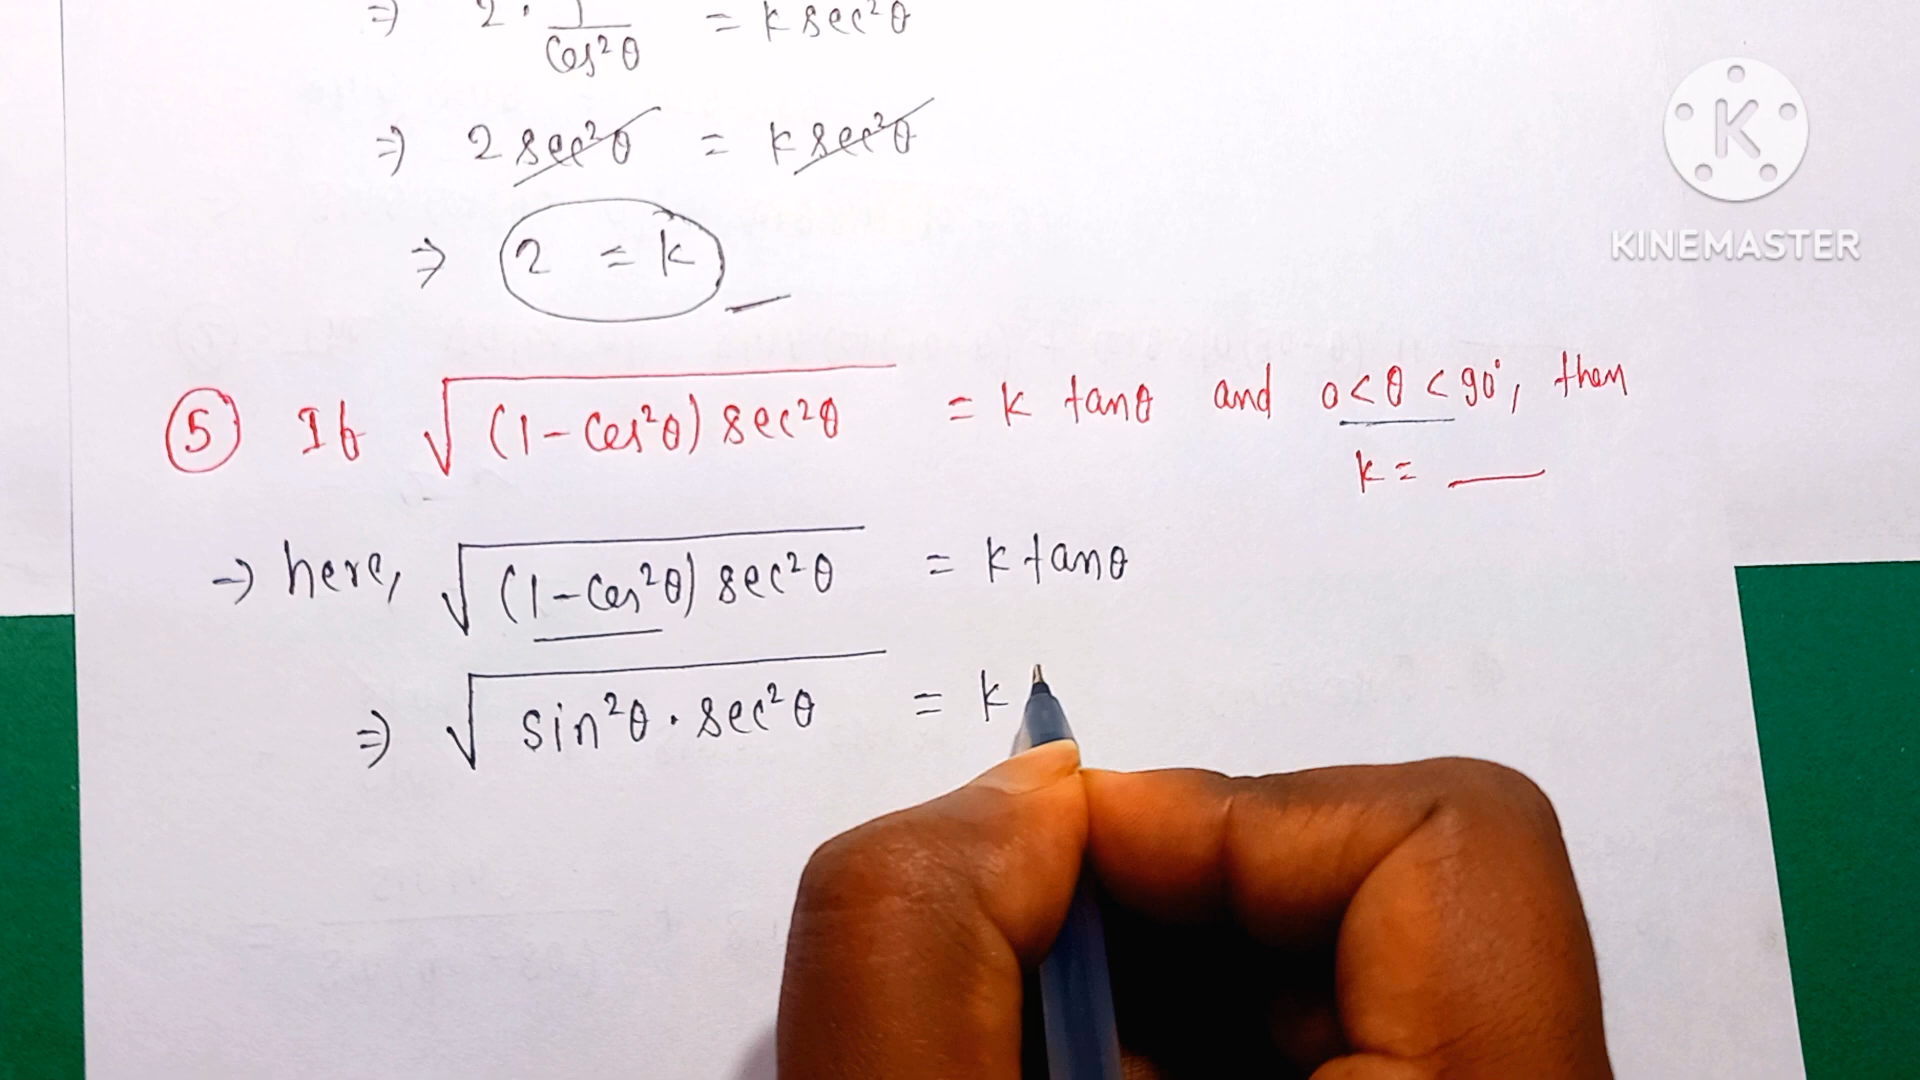 ⇒ 2 · 1/cos²θ = k sec²θ
⇒ 2 sec²θ = k sec²θ
⇒ 2 = k
K
KINEMASTER
⑤ If √((1-cos²θ) sec²θ) = k tanθ and 0<θ<90°, then
k = __
→ here, √((1-cos²θ) sec²θ) = k tanθ
⇒ √(sin²θ · sec²θ) = k